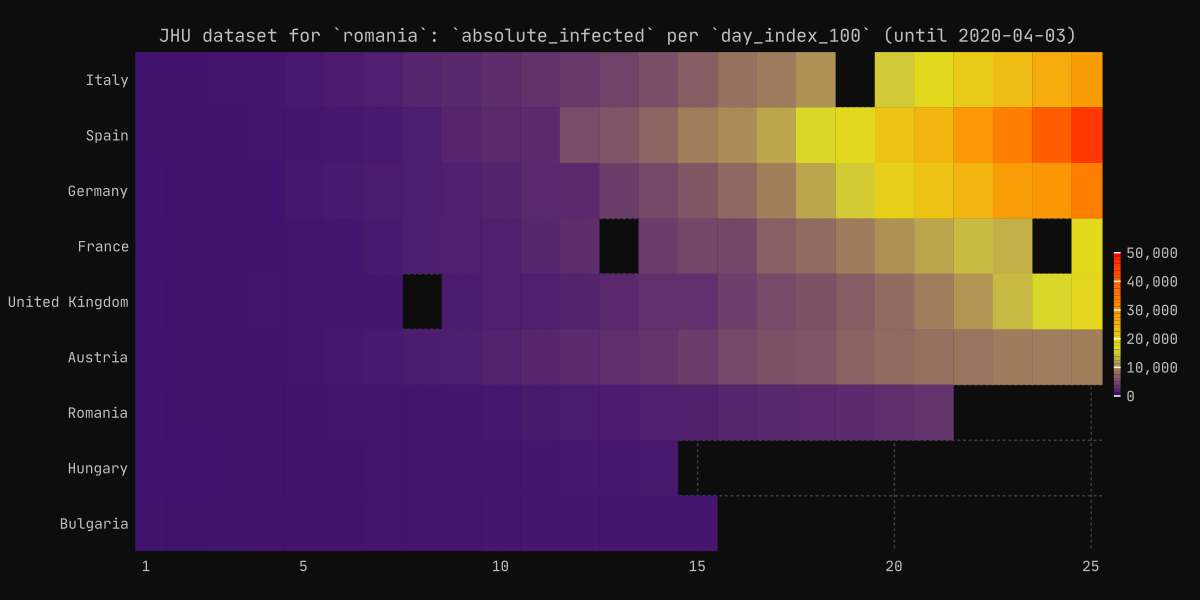 JHU dataset for `romania`: `absolute_infected` per `day_index_100` (until 2020-04-03)
Italy
Spain
Germany
France
United Kingdom
Austria
Romania
Hungary
Bulgaria
50,000
40,000
30,000
20,000
10,000
0
1 5 10 15 20 25